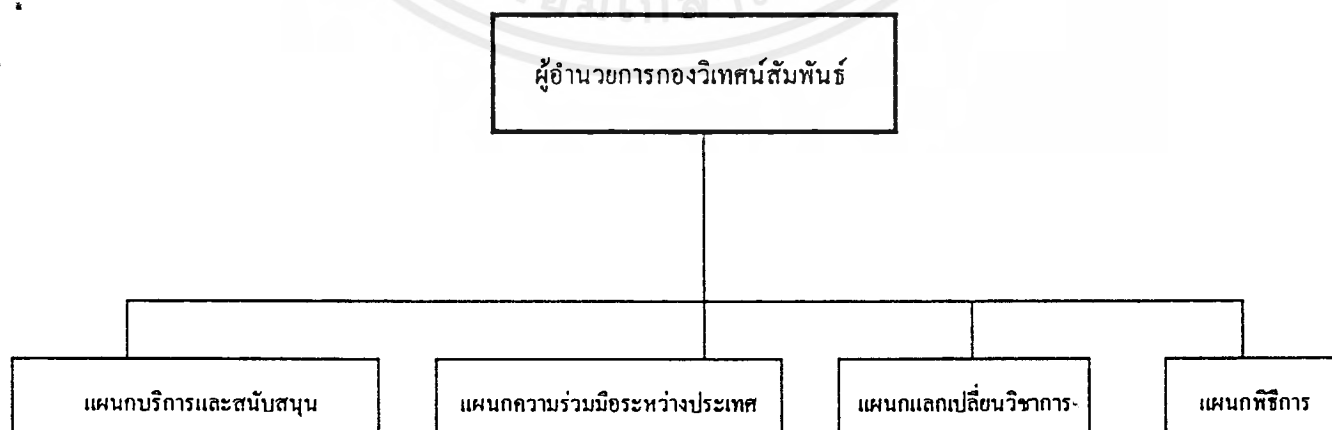 ผู้อำนวยการกองวิเทศน์สัมพันธ์
แผนกบริการและสนับสนุน
แผนกความร่วมมือระหว่างประเทศ
แผนกแลกเปลี่ยนวิชาการ
แผนกพิธีการ